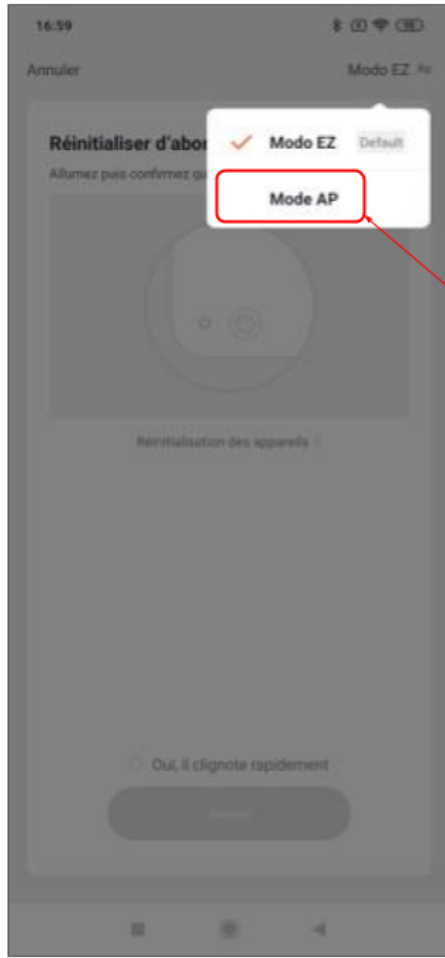 16:59
Annuler
Modo EZ
Réinitialiser d'abor
Modo EZ
Default
Allumez puis confirmez qu
Mode AP
Réinitialisation des appareils
Oui, il clignote rapidement